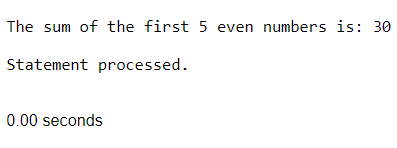 The sum of the first 5 even numbers is: 30
Statement processed.
0.00 seconds